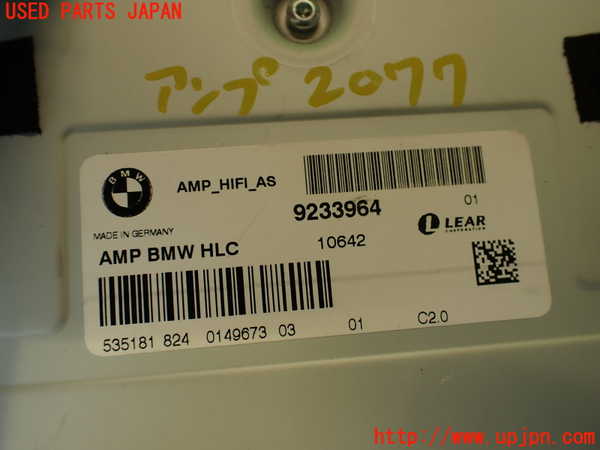 USED PARTS JAPAN
アンプ 2077
BMW
AMP_HIFI_AS
9233964
01
MADE IN GERMANY
AMP BMW HLC
10642
L LEAR
CORPORATION
535181 824 0149673 03 01 C2.0
http://www.upjpn.com